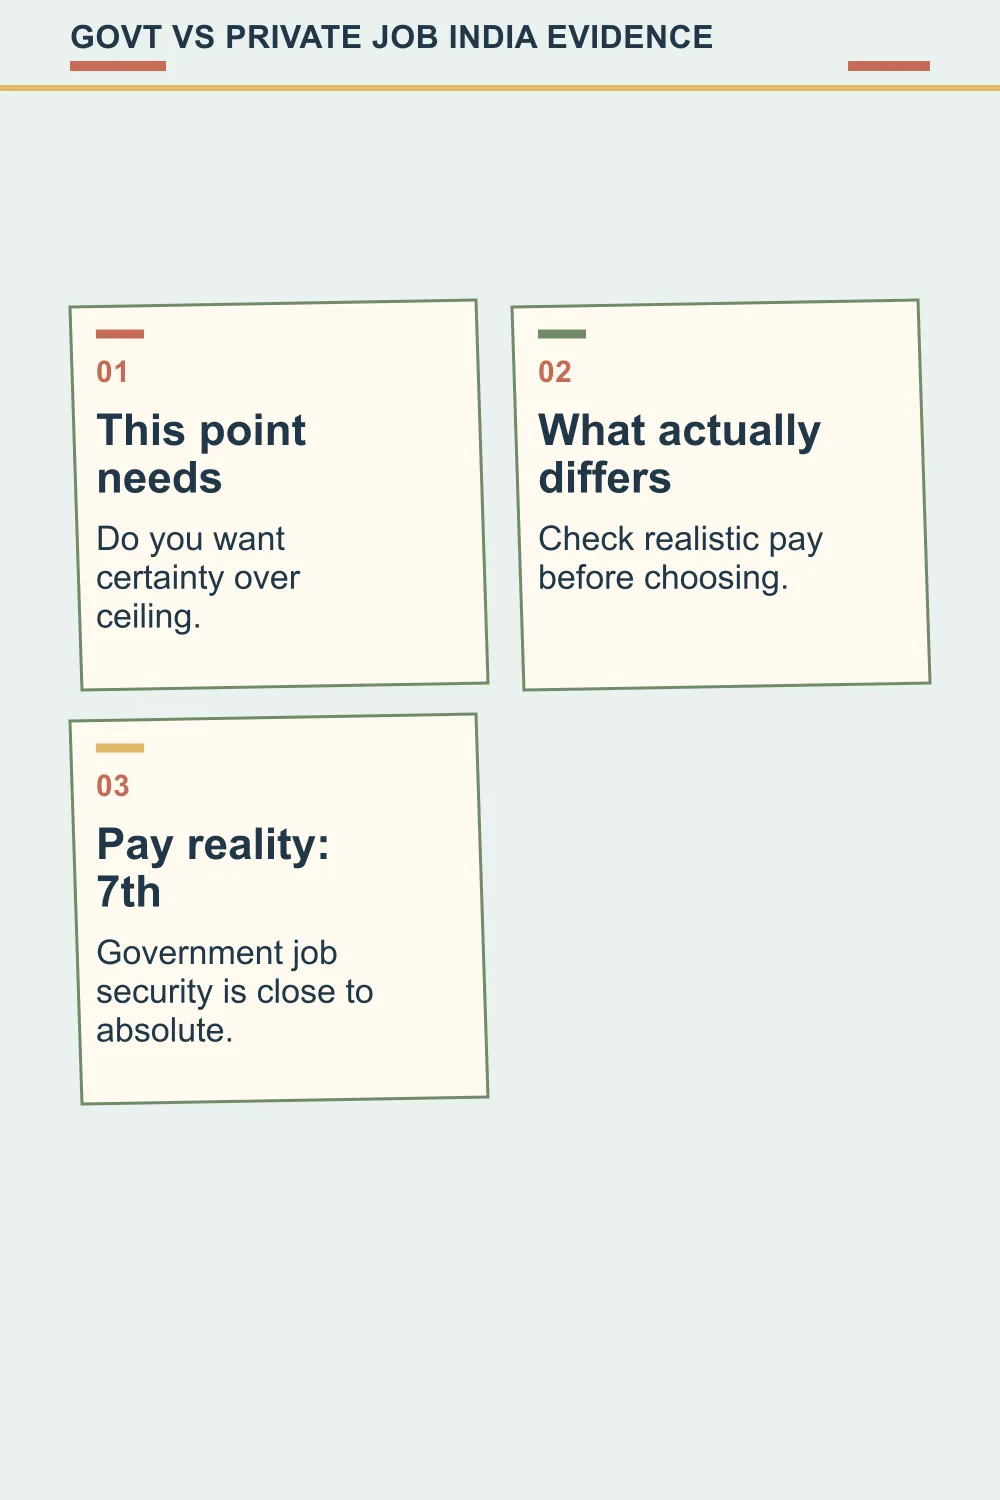 GOVT VS PRIVATE JOB INDIA EVIDENCE
01
This point
needs
Do you want
certainty over
ceiling.
02
What actually
differs
Check realistic pay
before choosing.
03
Pay reality:
7th
Government job
security is close to
absolute.